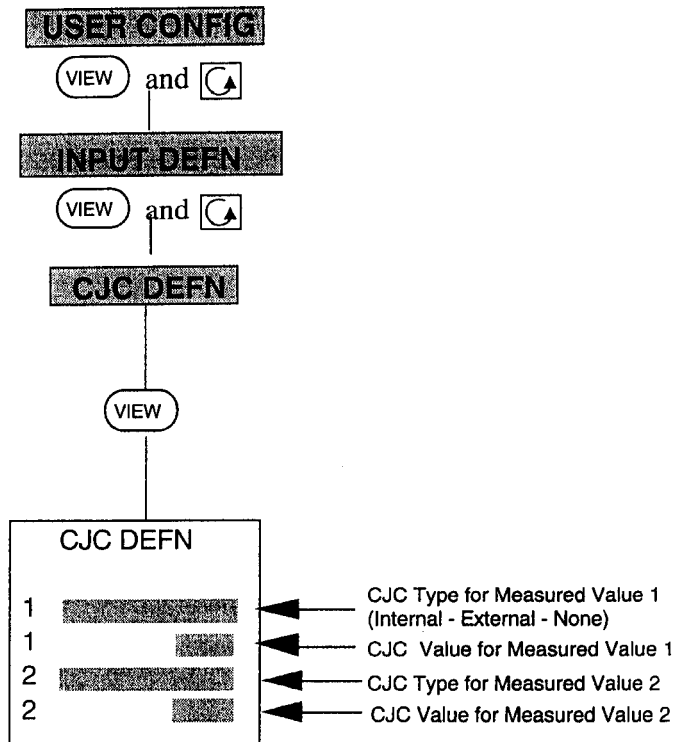 USER CONFIG
VIEW and
INPUT DEFN
VIEW and
CJC DEFN
VIEW
CJC DEFN
1
CJC Type for Measured Value 1
(Internal - External - None)
1
CJC Value for Measured Value 1
2
CJC Type for Measured Value 2
2
CJC Value for Measured Value 2